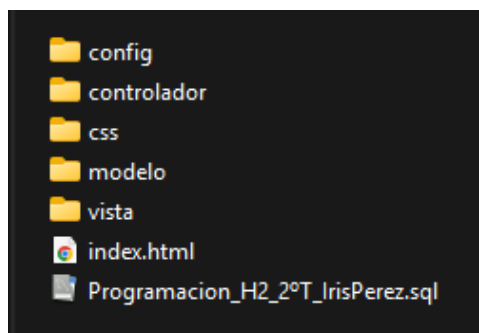 config
controlador
css
modelo
vista
index.html
Programacion_H2_2ºT_IrisPerez.sql